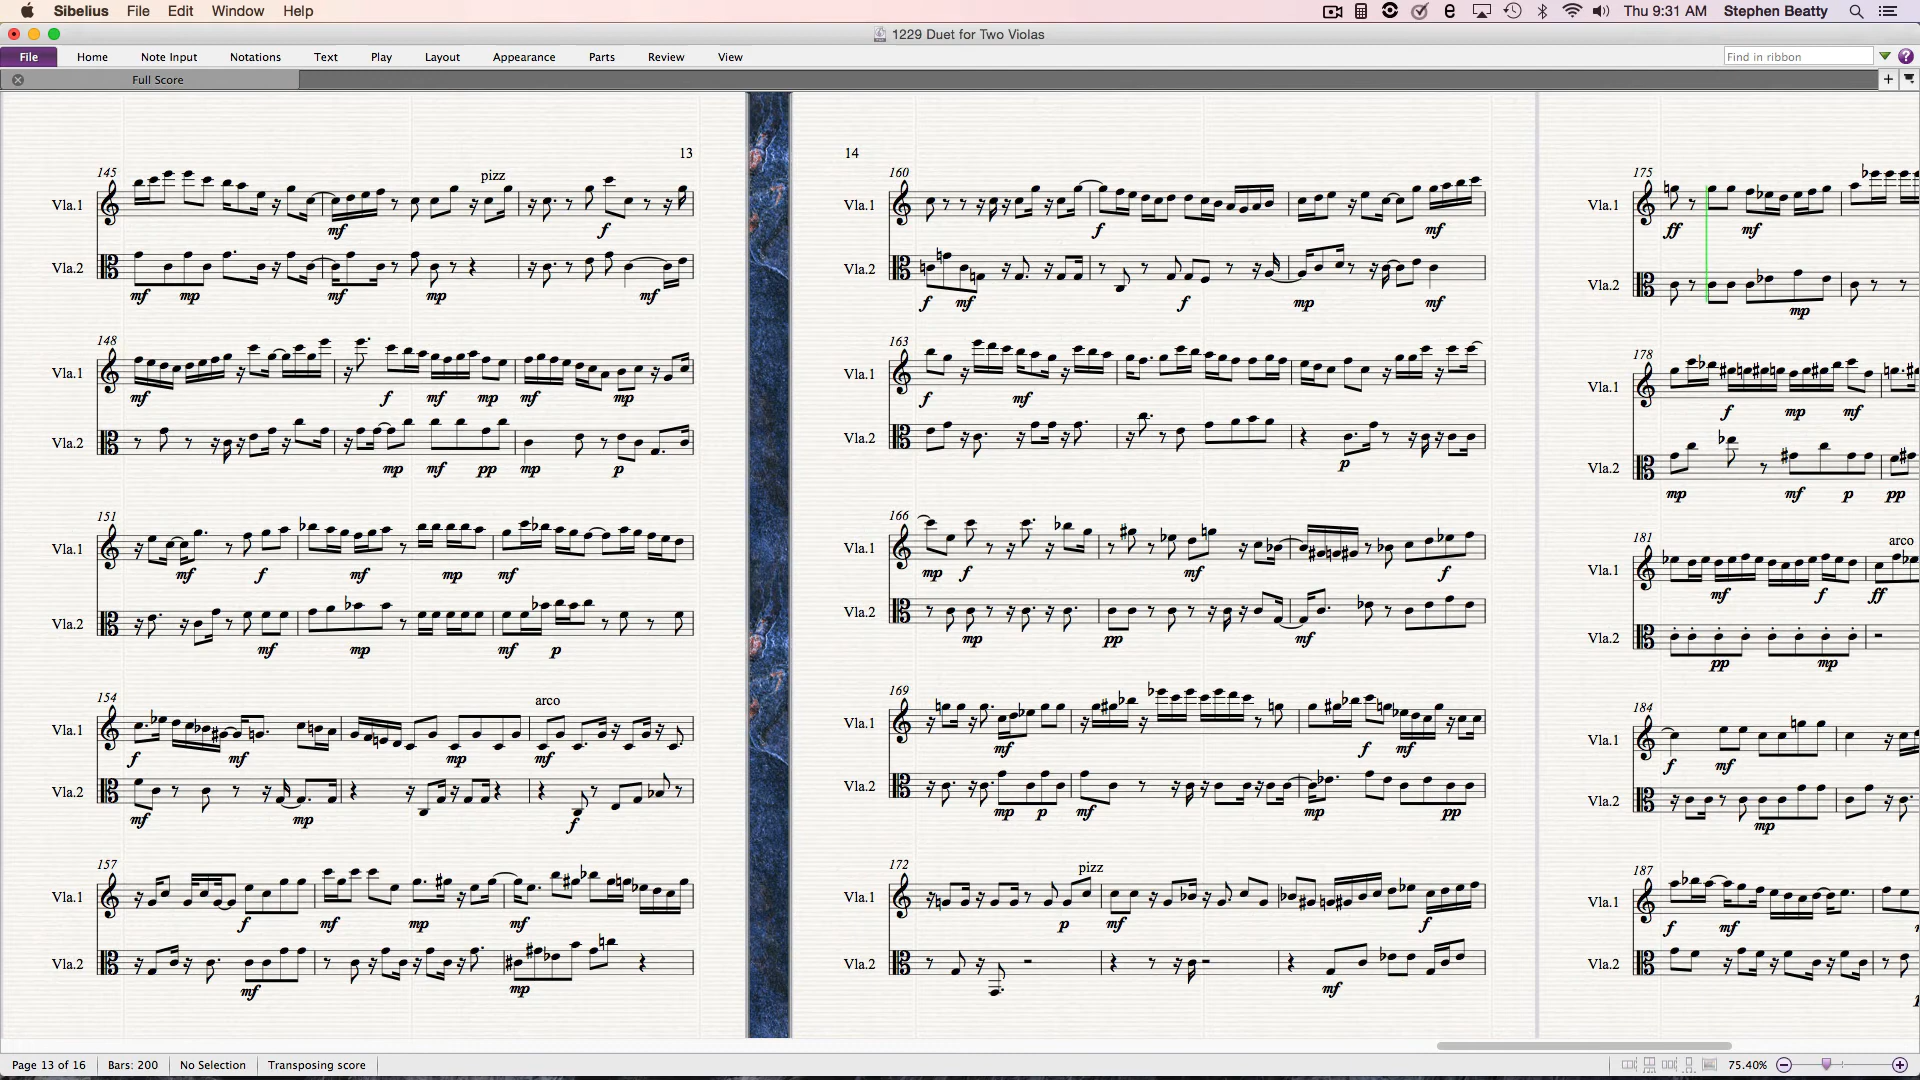 Sibelius File Edit Window Help Thu 9:31 AM Stephen Beatty
1229 Duet for Two Violas
File Home Note Input Notations Text Play Layout Appearance Parts Review View Find in ribbon
Full Score
13
145 pizz
Vla.1 mf f
Vla.2 mf mp mf mp mf
148
Vla.1 mf f mf mp mf mp
Vla.2 mp mf pp mp p
151
Vla.1 mf f mf mp mf
Vla.2 mf mp mf p
154 arco
Vla.1 f mf mp mf
Vla.2 mf mp f
157
Vla.1 f mf mp mf
Vla.2 mf mp
14
160
Vla.1 f mf
Vla.2 f mf f mp mf
163
Vla.1 f mf
Vla.2 p
166
Vla.1 mp f mf f
Vla.2 mp pp mf
169
Vla.1 mf f mf
Vla.2 mp p mf mp pp
172 pizz
Vla.1 p mf f
Vla.2 mf
175
Vla.1 ff mf
Vla.2 mp
178
Vla.1 f mp mf
Vla.2 mp mf p pp
181 arco
Vla.1 mf f ff
Vla.2 pp mp
184
Vla.1 f mf
Vla.2 mp
187
Vla.1 f mf
Vla.2
Page 13 of 16 Bars: 200 No Selection Transposing score 75.40%